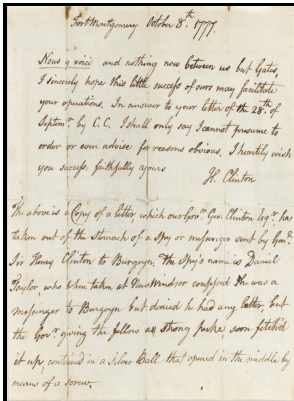 Fort Montgomery October 8th. 1777.
Nous y voici and nothing now between us but Gates,
I sincerely hope this little success of ours may facilitate
your operations. In answer to your letter of the 28th. of
Septemr. by C.C. I shall only say I cannot presume to
order or even advise for reasons obvious. I heartily wish
you success, faithfully yours
H. Clinton
The above is a Copy of a letter which our Govr. Geo. Clinton Esqr. has
taken out of the Stomach of a Spy or messenger sent by Genl.
Sir Henry Clinton to Burgoyn, The Spy's name is Daniel
Taylor, who when taken at New Windsor confessed he was a
messenger to Burgoyn but denied he had any letter, but
the Govr. giving the fellow a strong puke, soon fetch'd
it up, contained in a Silver Ball that opened in the middle by
means of a screw.